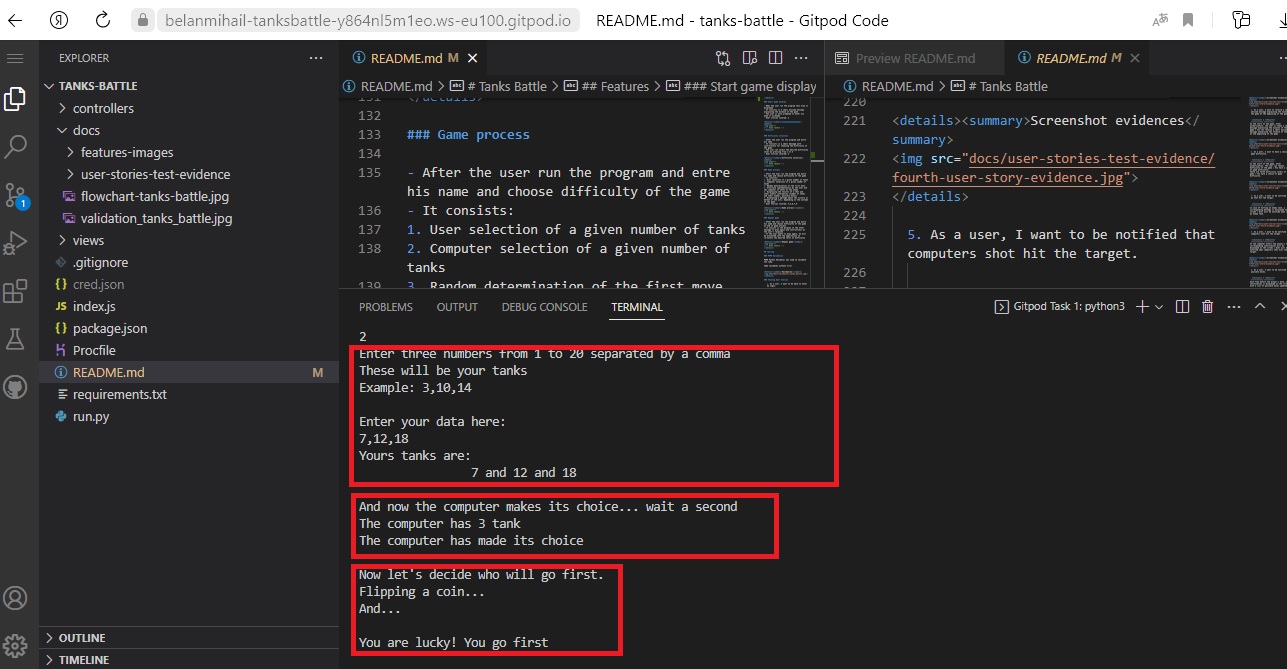 belanmihail-tanksbattle-y864nl5m1eo.ws-eu100.gitpod.io README.md - tanks-battle - Gitpod Code
EXPLORER
TANKS-BATTLE
controllers
docs
features-images
user-stories-test-evidence
flowchart-tanks-battle.jpg
validation_tanks_battle.jpg
views
.gitignore
{} cred.json
JS index.js
{} package.json
Procfile
README.md M
requirements.txt
run.py
OUTLINE
TIMELINE
1
README.md M
README.md > # Tanks Battle > ## Features > ### Start game display
131 </details>
132
133 ### Game process
134
135 - After the user run the program and entre
his name and choose difficulty of the game
136 - It consists:
137 1. User selection of a given number of tanks
138 2. Computer selection of a given number of
tanks
139 3. Random determination of the first move
Preview README.md README.md M
README.md > # Tanks Battle
220
221 <details><summary>Screenshot evidences</
summary>
222 <img src="docs/user-stories-test-evidence/
fourth-user-story-evidence.jpg">
223 </details>
224
225 5. As a user, I want to be notified that
computers shot hit the target.
226
PROBLEMS OUTPUT DEBUG CONSOLE TERMINAL Gitpod Task 1: python3
2
Enter three numbers from 1 to 20 separated by a comma
These will be your tanks
Example: 3,10,14
Enter your data here:
7,12,18
Yours tanks are:
7 and 12 and 18
And now the computer makes its choice... wait a second
The computer has 3 tank
The computer has made its choice
Now let's decide who will go first.
Flipping a coin...
And...
You are lucky! You go first